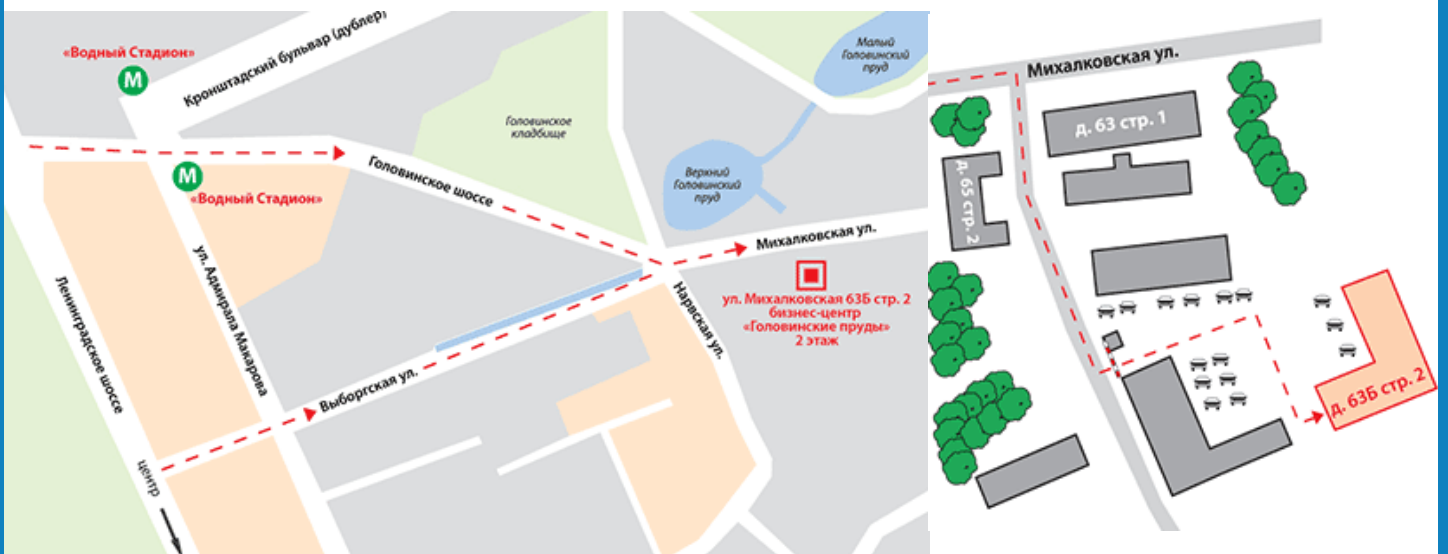 «Водный Стадион»
М
Кронштадский бульвар (дублер)
Малый
Головинский
пруд
Головинское
кладбище
М
«Водный Стадион»
Головинское шоссе
Верхний
Головинский
пруд
Михалковская ул.
ул. Михалковская 63Б стр. 2
бизнес-центр
«Головинские пруды»
2 этаж
Ленинградское шоссе
ул. Адмирала Макарова
Нарвская ул.
Выборгская ул.
центр
Михалковская ул.
д. 63 стр. 1
д. 65 стр. 2
д. 63Б стр. 2